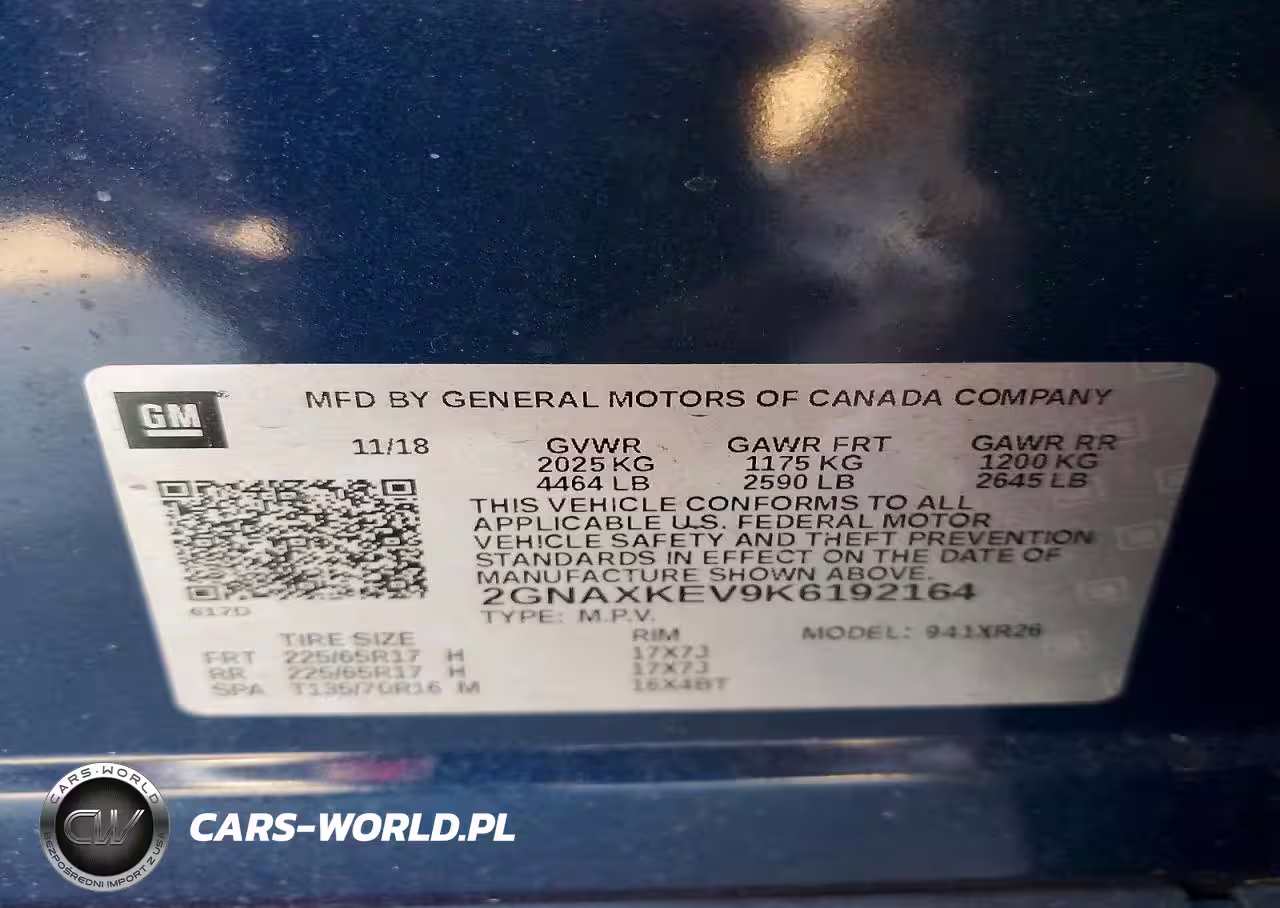 GM
MFD BY GENERAL MOTORS OF CANADA COMPANY
11/18 GVWR GAWR FRT GAWR RR
2025 KG 1175 KG 1200 KG
4464 LB 2590 LB 2645 LB
THIS VEHICLE CONFORMS TO ALL
APPLICABLE U.S. FEDERAL MOTOR
VEHICLE SAFETY AND THEFT PREVENTION
STANDARDS IN EFFECT ON THE DATE OF
MANUFACTURE SHOWN ABOVE.
2GNAXKEV9K6192164
617D
TYPE: M.P.V.
TIRE SIZE RIM MODEL: 941XR26
FRT 225/65R17 H 17X7J
RR 225/65R17 H 17X7J
SPA T135/70R16 M 16X4BT
CARS-WORLD
CW
BEZPOŚREDNI IMPORT Z USA
CARS-WORLD.PL